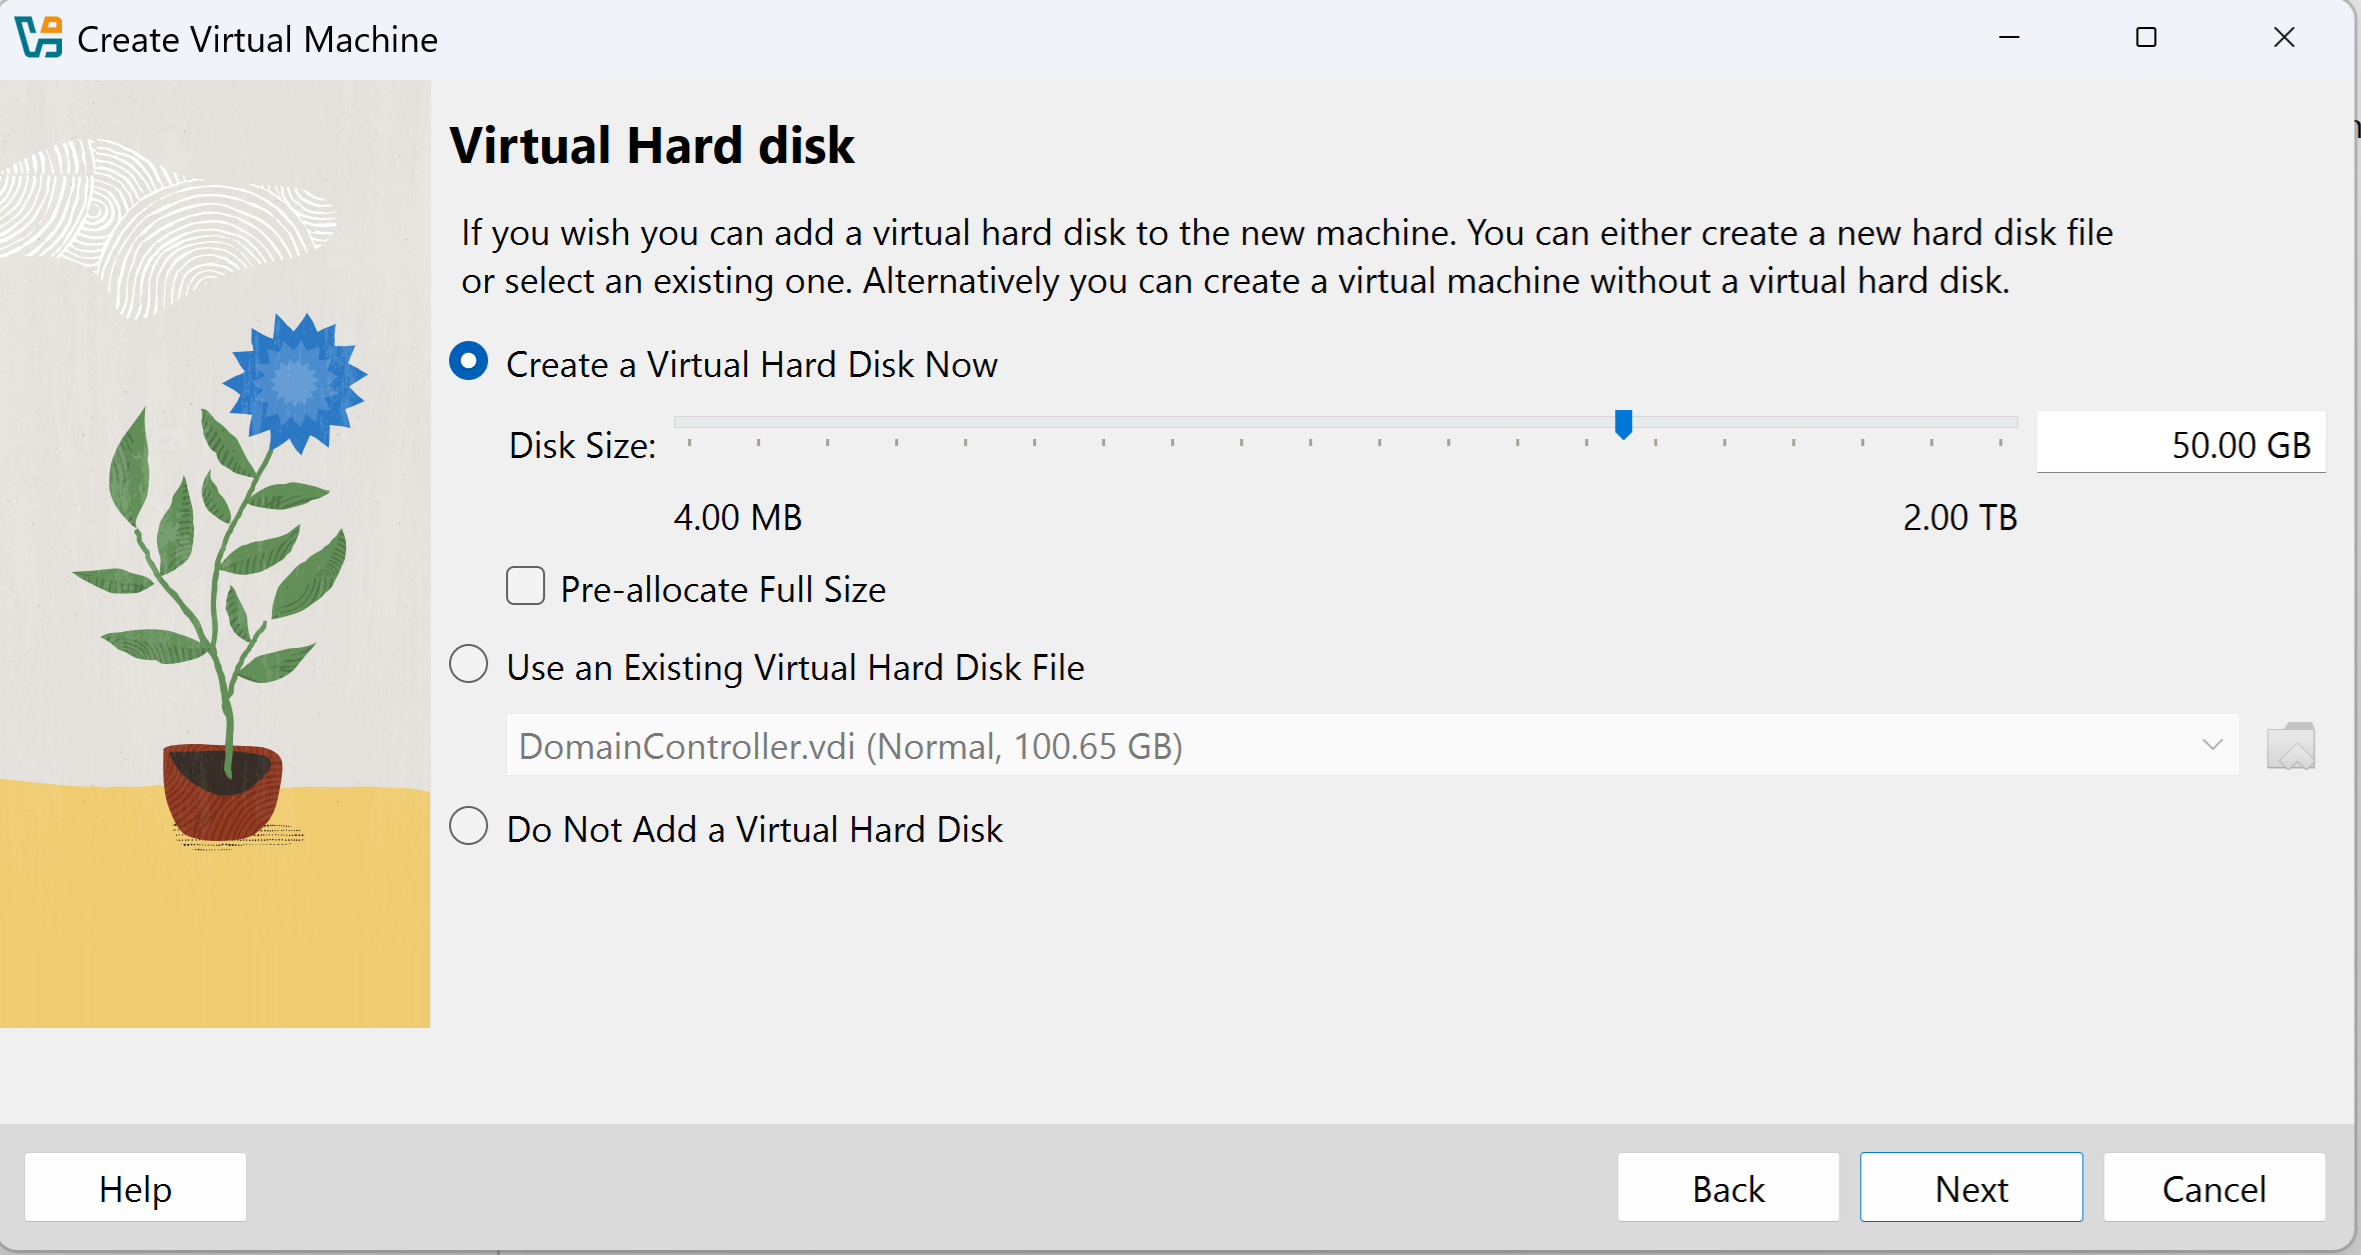 Create Virtual Machine
Virtual Hard disk
If you wish you can add a virtual hard disk to the new machine. You can either create a new hard disk file
or select an existing one. Alternatively you can create a virtual machine without a virtual hard disk.
Create a Virtual Hard Disk Now
Disk Size:
50.00 GB
4.00 MB
2.00 TB
Pre-allocate Full Size
Use an Existing Virtual Hard Disk File
DomainController.vdi (Normal, 100.65 GB)
Do Not Add a Virtual Hard Disk
Help
Back
Next
Cancel